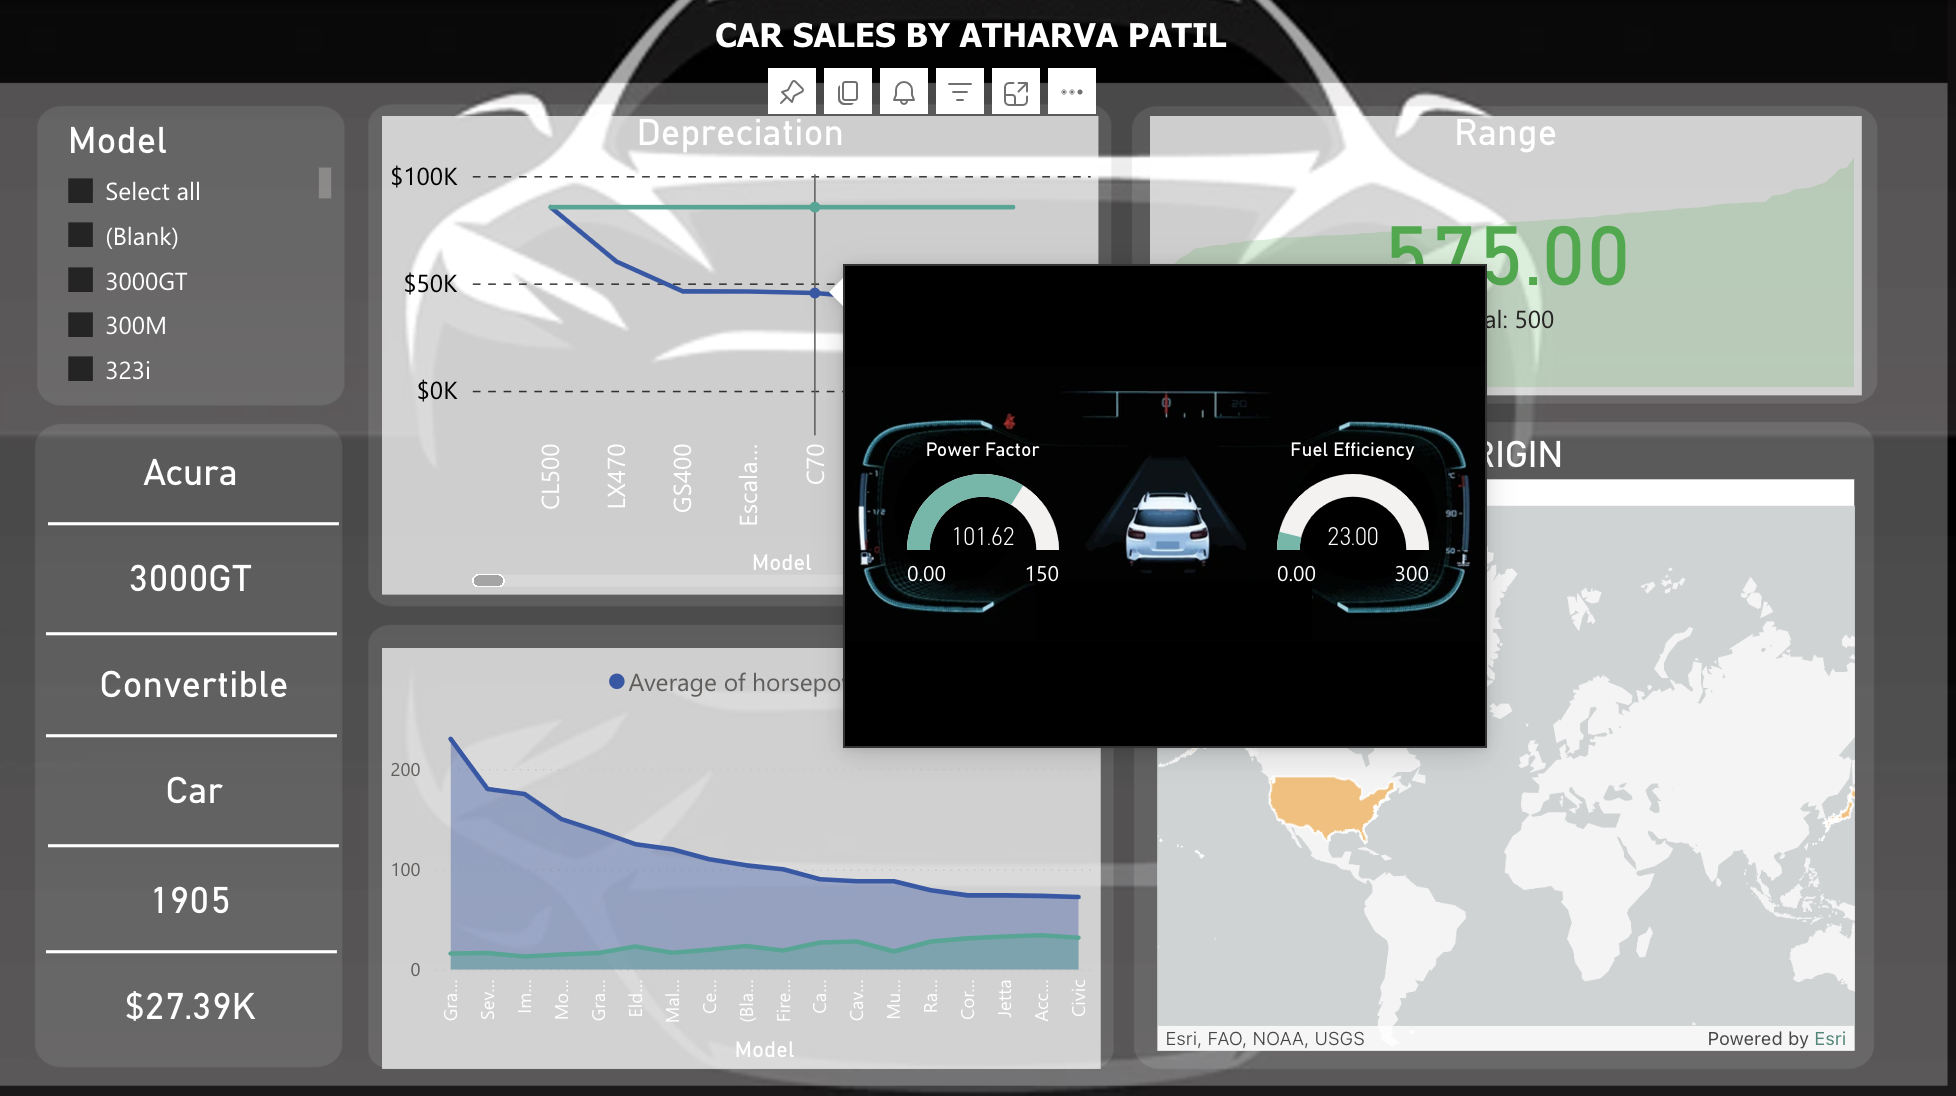 CAR SALES BY ATHARVA PATIL
Model
Select all
(Blank)
3000GT
300M
323i
Acura
3000GT
Convertible
Car
1905
$27.39K
Depreciation
$100K
$50K
$0K
CL500
LX470
GS400
Escala...
C70
Model
Range
575.00
al: 500
Power Factor
101.62
0.00
150
Fuel Efficiency
23.00
0.00
300
RIGIN
Average of horsepo
200
100
0
Gra...
Sev...
Im...
Mo...
Gra...
Eld...
Mal...
Ce...
(Bla...
Fire...
Ca...
Cav...
Mu...
Ra...
Cor...
Jetta
Acc...
Civic
Model
Esri, FAO, NOAA, USGS
Powered by Esri